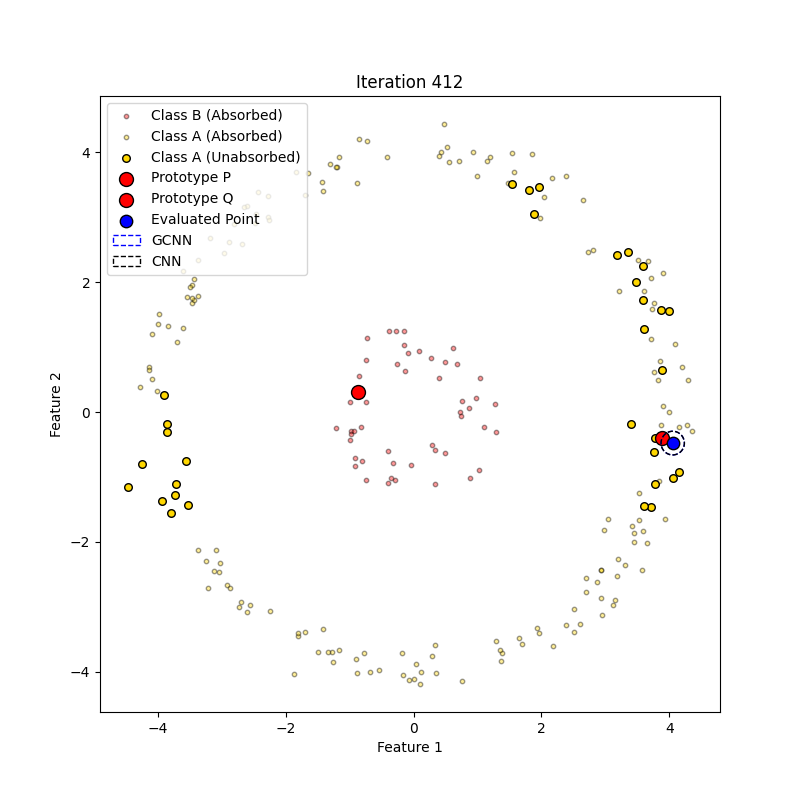 Iteration 412
Class B (Absorbed)
Class A (Absorbed)
Class A (Unabsorbed)
Prototype P
Prototype Q
Evaluated Point
GCNN
CNN
4
2
0
−2
−4
Feature 2
−4
−2
0
2
4
Feature 1